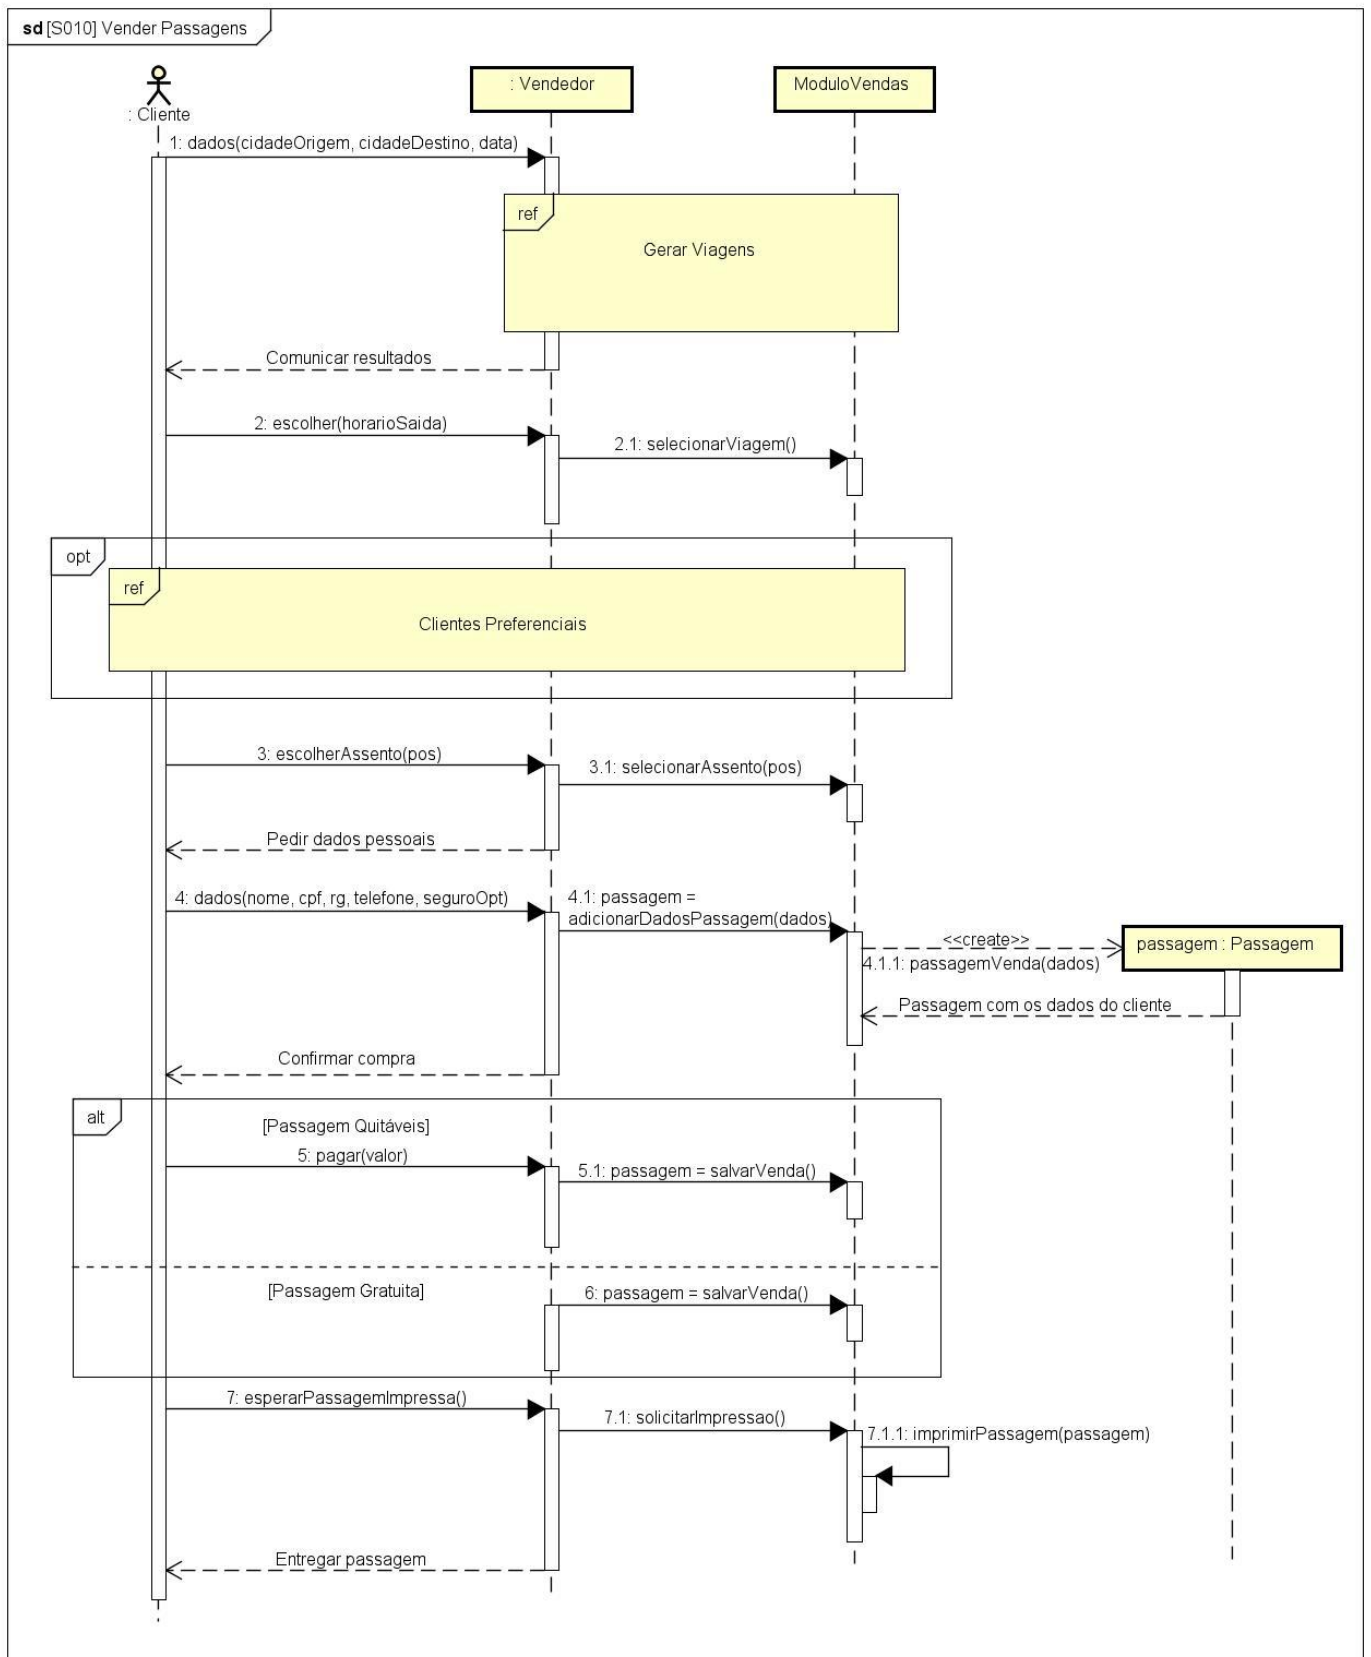 sd [S010] Vender Passagens
: Cliente
: Vendedor
ModuloVendas
1: dados(cidadeOrigem, cidadeDestino, data)
ref
Gerar Viagens
Comunicar resultados
2: escolher(horarioSaida)
2.1: selecionarViagem()
opt
ref
Clientes Preferenciais
3: escolherAssento(pos)
3.1: selecionarAssento(pos)
Pedir dados pessoais
4: dados(nome, cpf, rg, telefone, seguroOpt)
4.1: passagem =
adicionarDadosPassagem(dados)
<<create>>
4.1.1: passagemVenda(dados)
passagem : Passagem
Passagem com os dados do cliente
Confirmar compra
alt
[Passagem Quitáveis]
5: pagar(valor)
5.1: passagem = salvarVenda()
[Passagem Gratuita]
6: passagem = salvarVenda()
7: esperarPassagemImpressa()
7.1: solicitarImpressao()
7.1.1: imprimirPassagem(passagem)
Entregar passagem